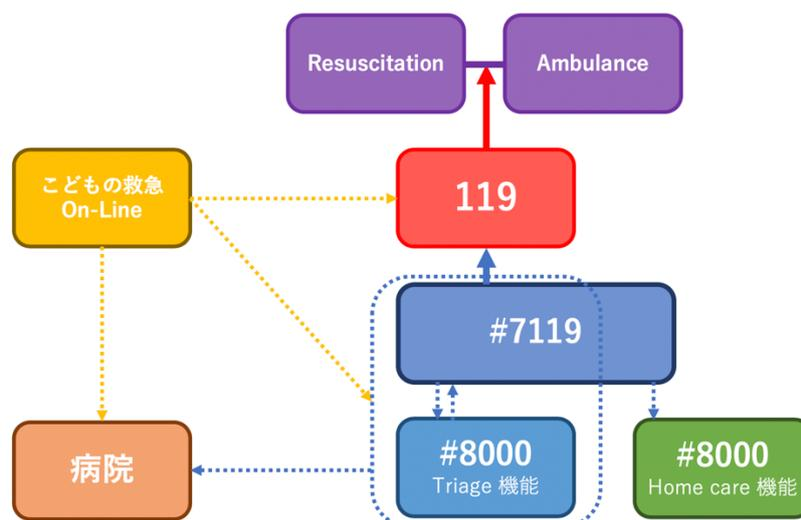 Resuscitation
Ambulance
こどもの救急
On-Line
119
#7119
病院
#8000
Triage 機能
#8000
Home care 機能